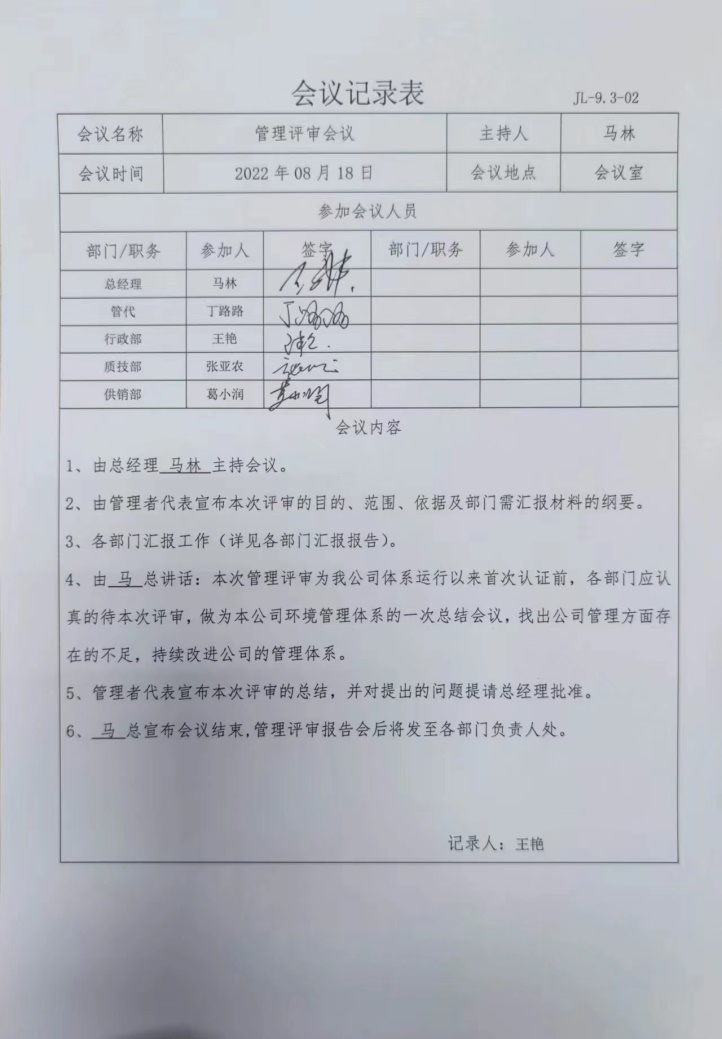 会议记录表
JL-9.3-02
会议名称 管理评审会议 主持人 马林
会议时间 2022 年 08 月 18 日 会议地点 会议室
参加会议人员
部门/职务 参加人 签字 部门/职务 参加人 签字
总经理 马林
管代 丁路路 丁路路
行政部 王艳 王艳
质技部 张亚农
供销部 葛小润 葛小润
会议内容
1、由总经理 马林 主持会议。
2、由管理者代表宣布本次评审的目的、范围、依据及部门需汇报材料的纲要。
3、各部门汇报工作（详见各部门汇报报告）。
4、由 马 总讲话：本次管理评审为我公司体系运行以来首次认证前，各部门应认
真的待本次评审，做为本公司环境管理体系的一次总结会议，找出公司管理方面存
在的不足，持续改进公司的管理体系。
5、管理者代表宣布本次评审的总结，并对提出的问题提请总经理批准。
6、 马 总宣布会议结束,管理评审报告会后将发至各部门负责人处。
记录人：王艳